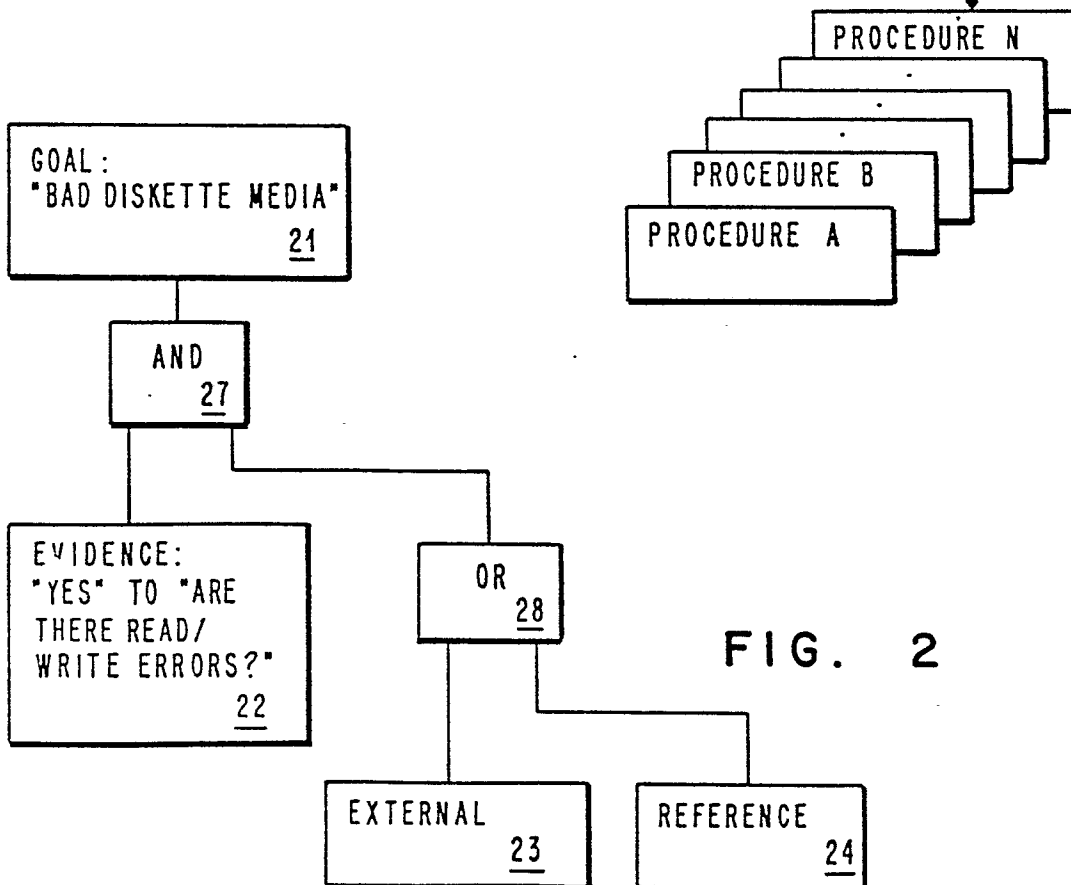 PROCEDURE N
PROCEDURE B
PROCEDURE A
GOAL:
"BAD DISKETTE MEDIA"
21
AND
27
EVIDENCE:
"YES" TO "ARE
THERE READ/
WRITE ERRORS?"
22
OR
28
FIG. 2
EXTERNAL
23
REFERENCE
24